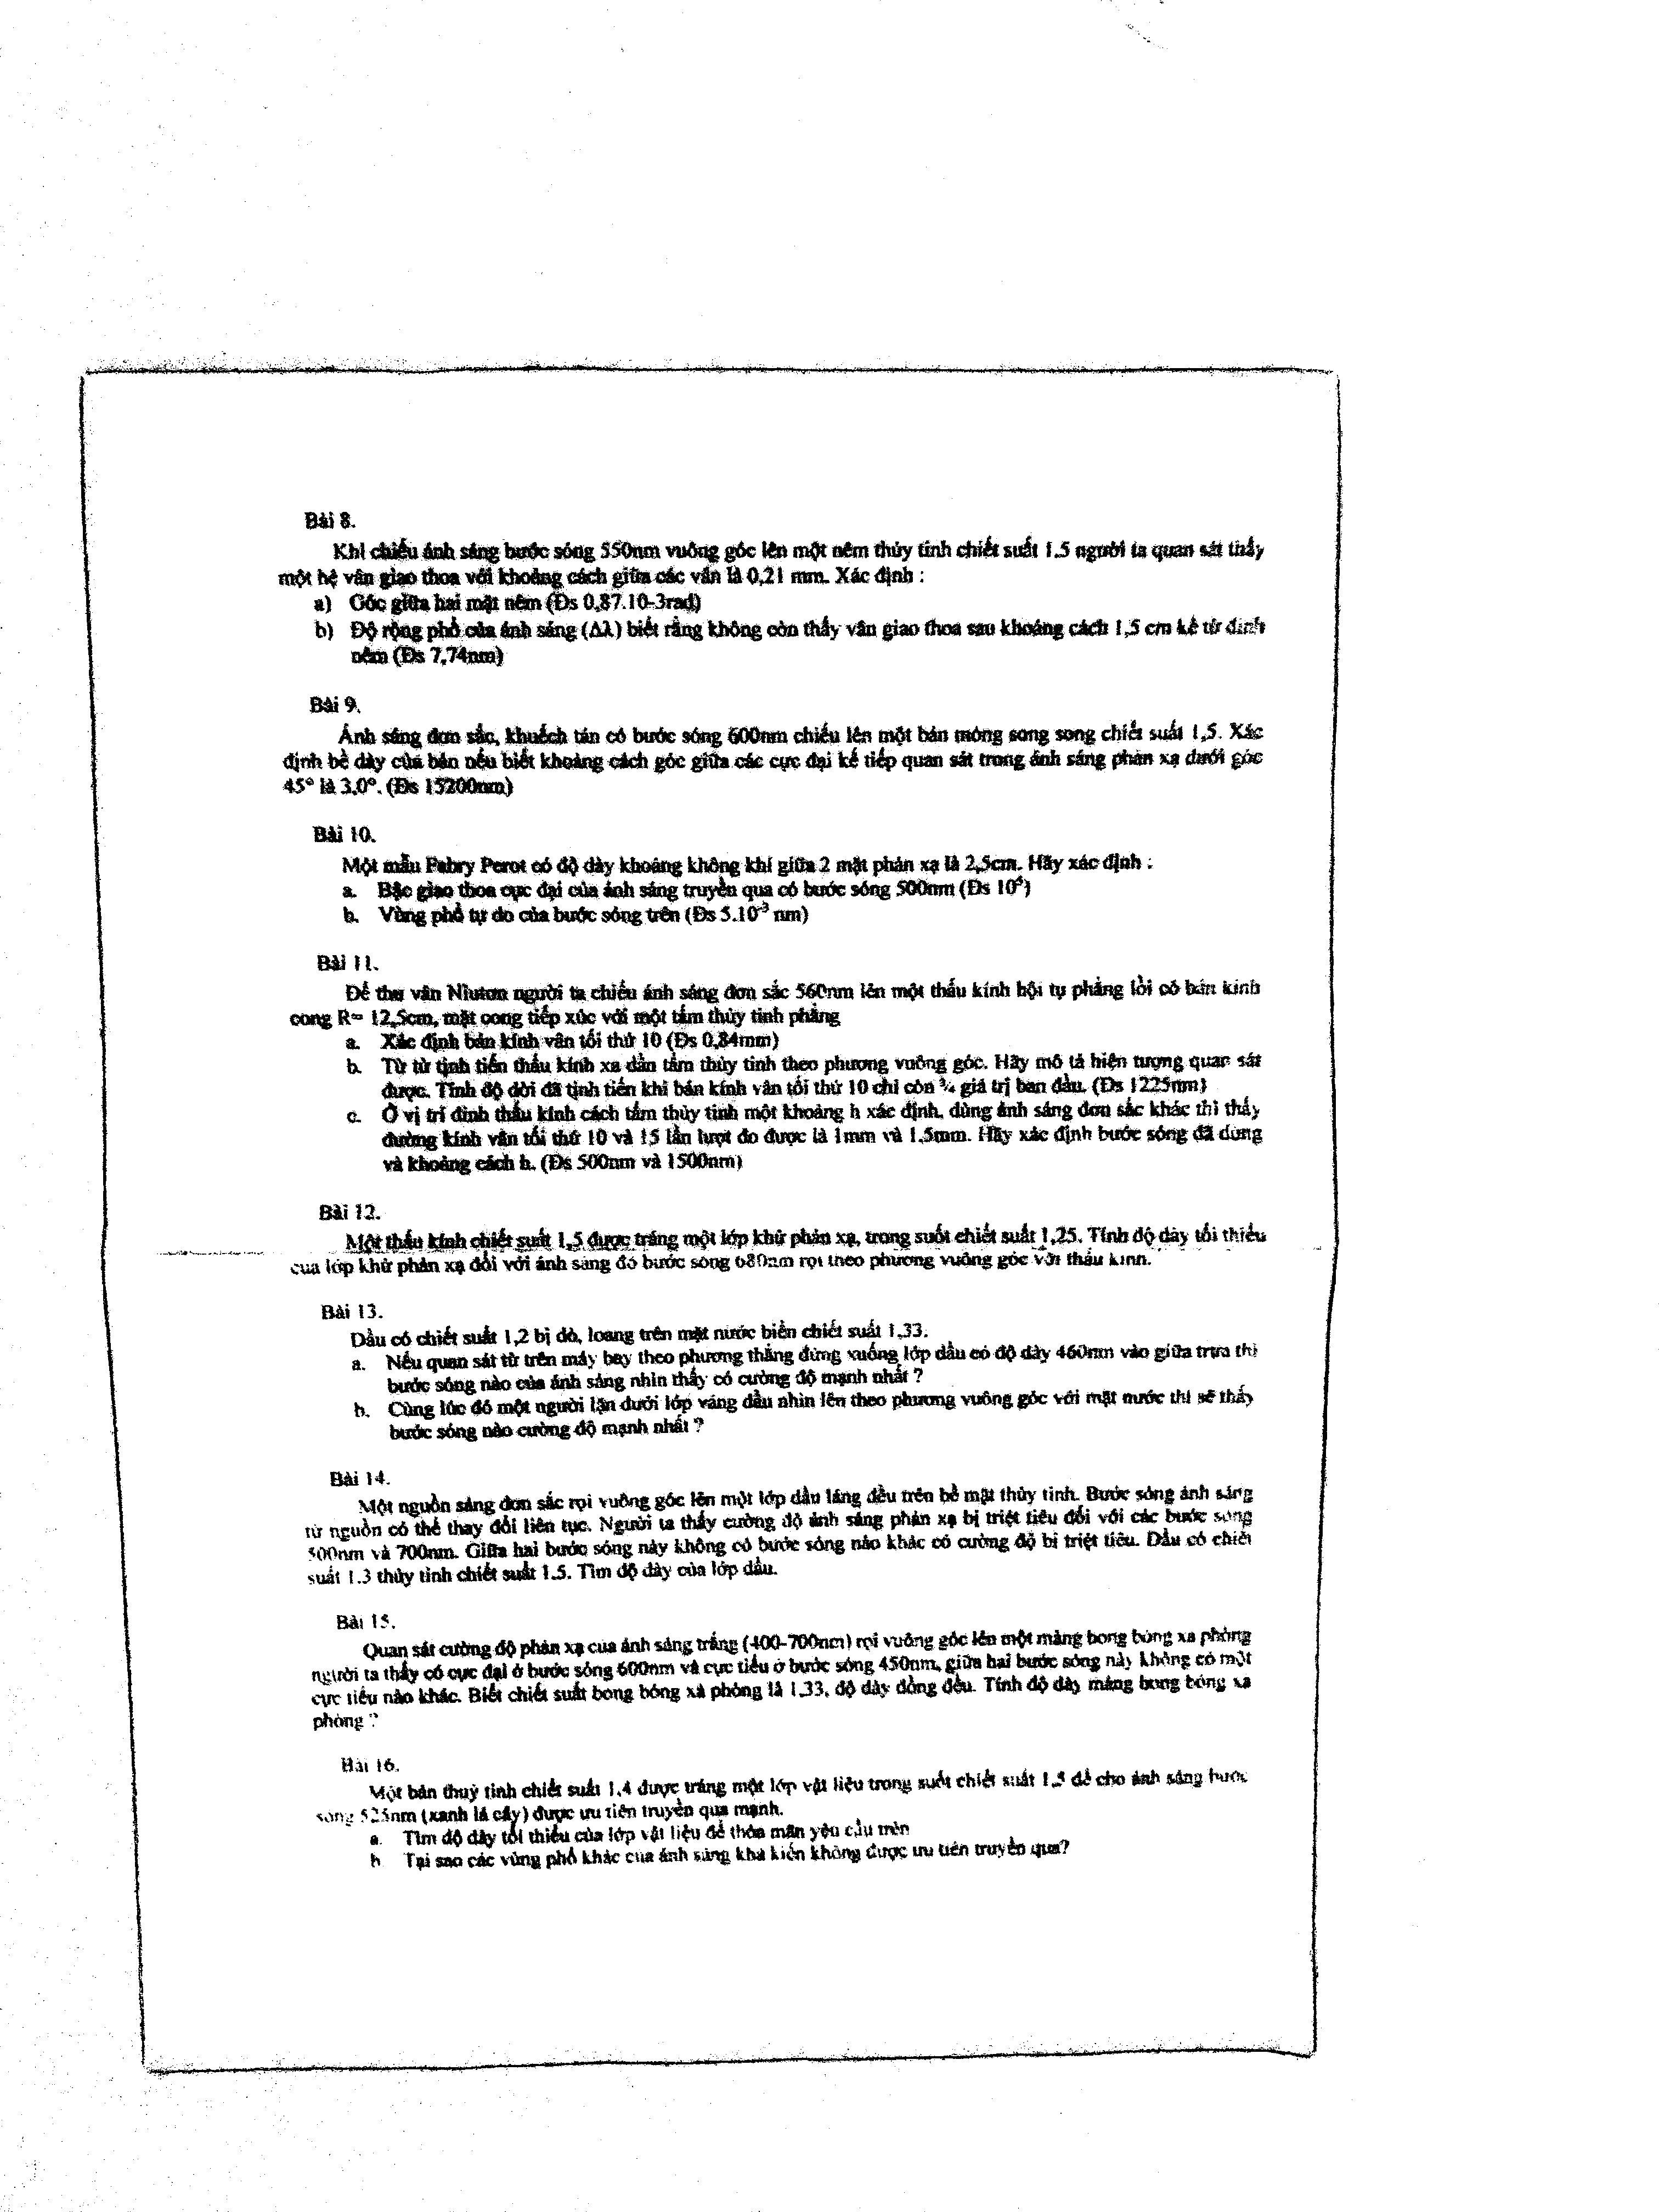 Bài 8.
Khi chiếu ánh sáng bước sóng 550nm vuông góc lên một nêm thủy tinh chiết suất 1.5 người ta quan sát thấy
một hệ vân giao thoa với khoảng cách giữa các vân là 0,21 mm. Xác định :
a) Góc giữa hai mặt nêm (Đs 0,87.10-3rad)
b) Độ rộng phổ của ánh sáng (Δλ) biết rằng không còn thấy vân giao thoa sau khoảng cách 1,5 cm kể từ đỉnh
nêm (Đs 7,74nm)
Bài 9.
Ánh sáng đơn sắc, khuếch tán có bước sóng 600nm chiếu lên một bản mỏng song song chiết suất 1,5. Xác
định bề dày của bản nếu biết khoảng cách góc giữa các cực đại kế tiếp quan sát trong ánh sáng phản xạ dưới góc
45° là 3,0°. (Đs 15200nm)
Bài 10.
Một mẫu Fabry Perot có độ dày khoảng không khí giữa 2 mặt phản xạ là 2,5cm. Hãy xác định :
a. Bậc giao thoa cực đại của ánh sáng truyền qua có bước sóng 500nm (Đs 10⁵)
b. Vùng phổ tự do của bước sóng trên (Đs 5.10⁻³ nm)
Bài 11.
Để thu vân Niutơn người ta chiếu ánh sáng đơn sắc 560nm lên một thấu kính hội tụ phẳng lồi có bán kính
cong R= 12,5cm, mặt cong tiếp xúc với một tấm thủy tinh phẳng
a. Xác định bán kính vân tối thứ 10 (Đs 0,84mm)
b. Từ từ tịnh tiến thấu kính xa dần tấm thủy tinh theo phương vuông góc. Hãy mô tả hiện tượng quan sát
được. Tính độ dời đã tịnh tiến khi bán kính vân tối thứ 10 chỉ còn ¾ giá trị ban đầu. (Đs 1225nm)
c. Ở vị trí đỉnh thấu kính cách tấm thủy tinh một khoảng h xác định, dùng ánh sáng đơn sắc khác thì thấy
đường kính vân tối thứ 10 và 15 lần lượt đo được là 1mm và 1,5mm. Hãy xác định bước sóng đã dùng
và khoảng cách h. (Đs 500nm và 1500nm)
Bài 12.
Một thấu kính chiết suất 1,5 được tráng một lớp khử phản xạ, trong suốt chiết suất 1,25. Tính độ dày tối thiểu
của lớp khử phản xạ đối với ánh sáng đỏ bước sóng 680nm rọi theo phương vuông góc với thấu kính.
Bài 13.
Dầu có chiết suất 1,2 bị dò, loang trên mặt nước biển chiết suất 1,33.
a. Nếu quan sát từ trên máy bay theo phương thẳng đứng xuống lớp dầu có độ dày 460nm vào giữa trưa thì
bước sóng nào của ánh sáng nhìn thấy có cường độ mạnh nhất ?
b. Cùng lúc đó một người lặn dưới lớp váng dầu nhìn lên theo phương vuông góc với mặt nước thì sẽ thấy
bước sóng nào cường độ mạnh nhất ?
Bài 14.
Một nguồn sáng đơn sắc rọi vuông góc lên một lớp dầu láng đều trên bề mặt thủy tinh. Bước sóng ánh sáng
từ nguồn có thể thay đổi liên tục. Người ta thấy cường độ ánh sáng phản xạ bị triệt tiêu đối với các bước sóng
500nm và 700nm. Giữa hai bước sóng này không có bước sóng nào khác có cường độ bị triệt tiêu. Dầu có chiết
suất 1.3 thủy tinh chiết suất 1.5. Tìm độ dày của lớp dầu.
Bài 15.
Quan sát cường độ phản xạ của ánh sáng trắng (400-700nm) rọi vuông góc lên một màng bong bóng xà phòng
người ta thấy có cực đại ở bước sóng 600nm và cực tiểu ở bước sóng 450nm, giữa hai bước sóng này không có một
cực tiểu nào khác. Biết chiết suất bong bóng xà phòng là 1,33, độ dày đồng đều. Tính độ dày màng bong bóng xà
phòng ?
Bài 16.
Một bản thuỷ tinh chiết suất 1,4 được tráng một lớp vật liệu trong suốt chiết suất 1,5 để cho ánh sáng bước
sóng 525nm (xanh lá cây) được ưu tiên truyền qua mạnh.
a. Tìm độ dày tối thiểu của lớp vật liệu để thỏa mãn yêu cầu trên
b Tại sao các vùng phổ khác của ánh sáng khả kiến không được ưu tiên truyền qua?